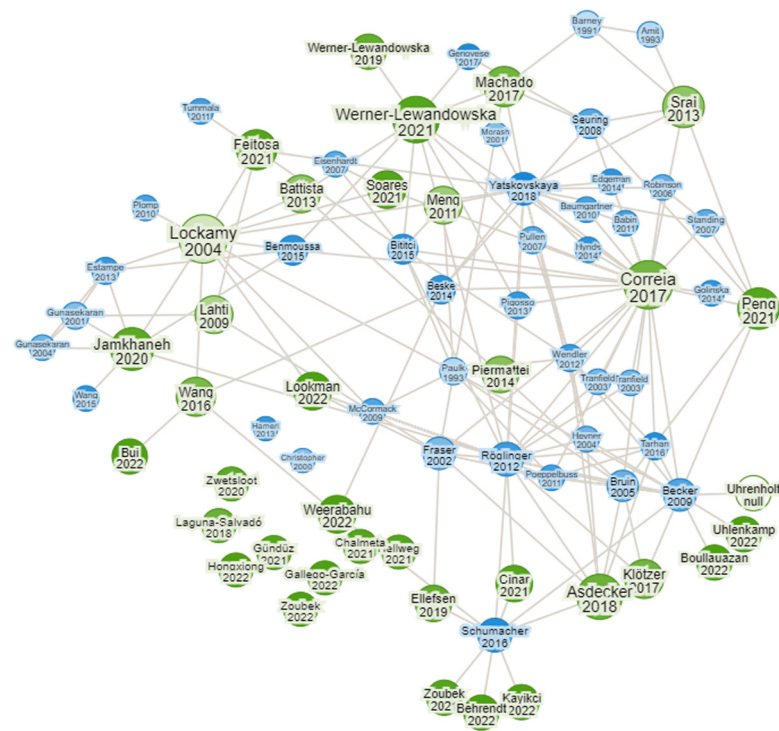 Barney
1991
Amit
1993
Werner-Lewandowska
2019
Genovese
2017
Machado
2017
Srai
2013
Tummala
2011
Werner-Lewandowska
2021
Morash
2001
Seuring
2008
Feitosa
2021
Eisenhardt
2007
Battista
2013
Soares
2021
Meng
2011
Yatskovskaya
2018
Edgeman
2014
Robinson
2006
Plomp
2010
Lockamy
2004
Baumgartner
2010
Babin
2011
Standing
2007
Benmoussa
2015
Bititci
2015
Pullen
2007
Hynds
2014
Estampe
2013
Beske
2014
Pigosso
2013
Correia
2017
Golinska
2014
Peng
2021
Gunasekaran
2001
Lahti
2009
Gunasekaran
2004
Jamkhaneh
2020
Wendler
2012
Paulk
1993
Piermattei
2014
Tranfield
2003
Tranfield
2003
Wang
2015
Wang
2016
Lookman
2022
McCormack
2009
Hameri
2013
Hevner
2004
Tarhan
2016
Bui
2022
Christopher
2000
Fraser
2002
Röglinger
2012
Poeppelbuss
2011
Bruin
2005
Becker
2009
Uhrenholt
null
Zwetsloot
2020
Weerabahu
2022
Uhlenkamp
2022
Laguna-Salvadó
2018
Chalmeta
2021
Hellweg
2021
Gündüz
2021
Boullauazan
2022
Hongxiong
2022
Gallego-García
2022
Cinar
2021
Klötzer
2017
Zoubek
2022
Ellefsen
2019
Asdecker
2018
Schumacher
2016
Zoubek
Behrendt
2022
Kayikci
2022